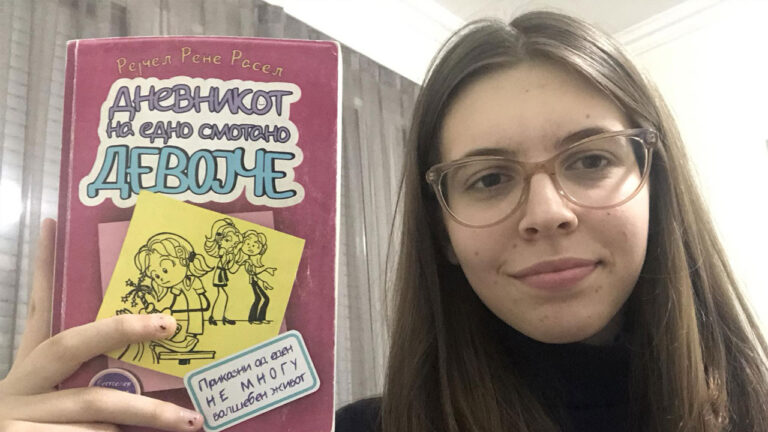 Рејчел Рене Расел
ДНЕВНИКОТ
на едно смотано
ДЕВОЈЧЕ
Приказни од еден
НЕ МНОГУ
волшебен живот